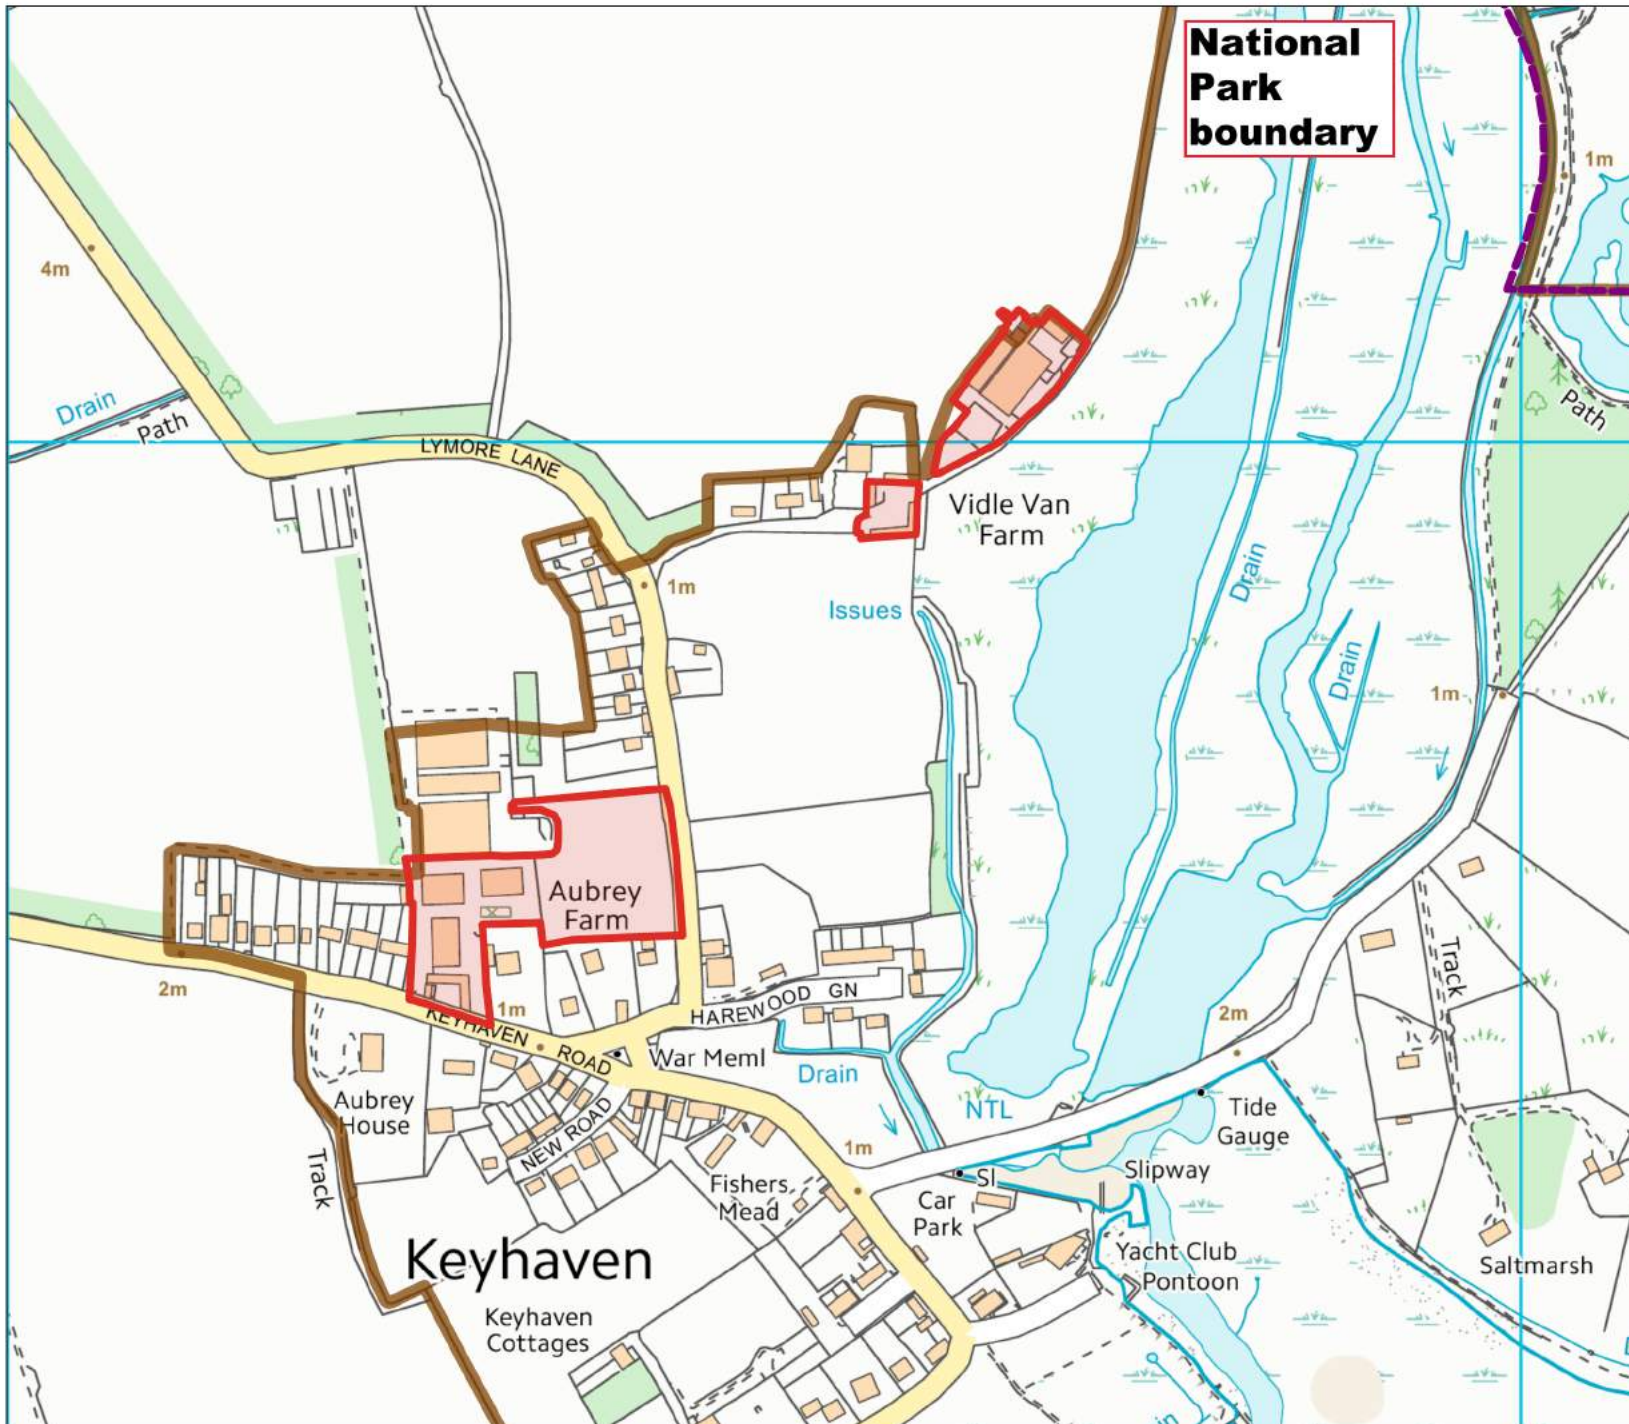 National
Park
boundary
1m
4m
Drain
Path
Path
LYMORE LANE
Vidle Van
Farm
Drain
1m
Issues
Drain
1m
Aubrey
Farm
Track
2m
1m
HAREWOOD GN
2m
KEYHAVEN ROAD
War Meml
Drain
Aubrey
House
NTL
Tide
Gauge
NEW ROAD
1m
Track
Fishers
Mead
SI
Slipway
Car
Park
Keyhaven
Yacht Club
Pontoon
Saltmarsh
Keyhaven
Cottages